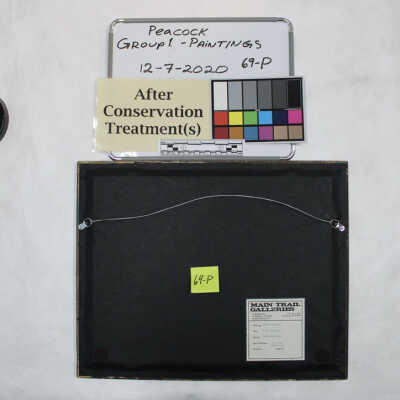 Peacock
Group 1 - Paintings
12-7-2020 69-P
After
Conservation
Treatment(s)
69-P
MAIN TRAIL
GALLERIES